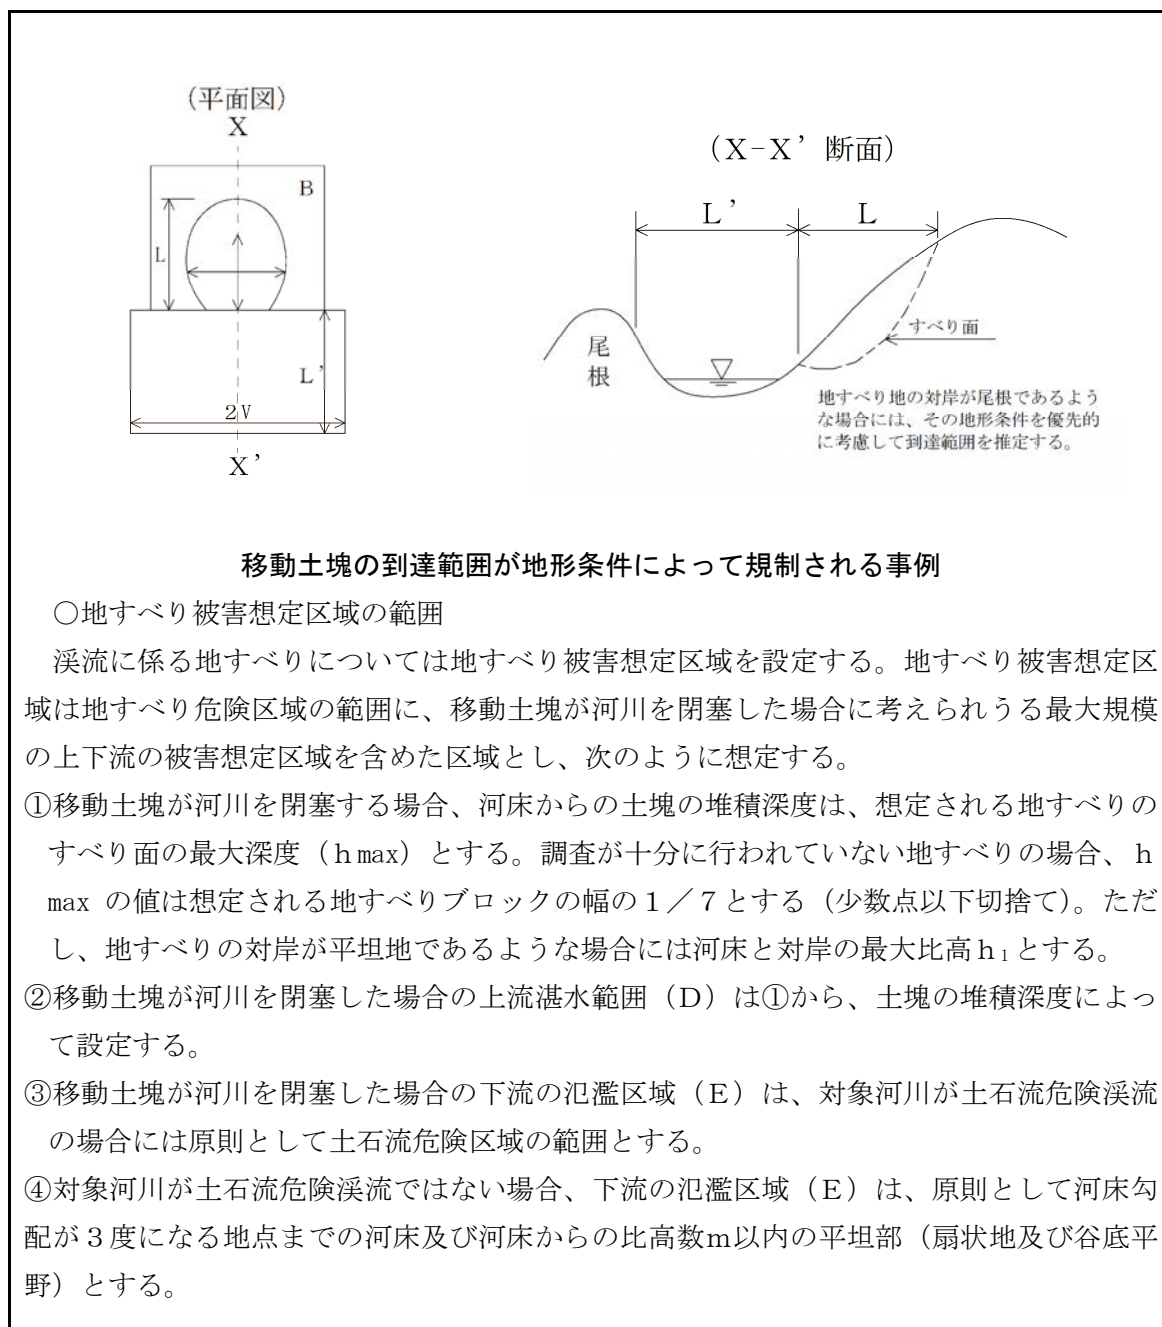 (平面図)
X
B
L
L'
2V
X'
(X-X’断面)
L’
L
尾根
すべり面
地すべり地の対岸が尾根であるよう
な場合には、その地形条件を優先的
に考慮して到達範囲を推定する。
移動土塊の到達範囲が地形条件によって規制される事例
○地すべり被害想定区域の範囲
渓流に係る地すべりについては地すべり被害想定区域を設定する。地すべり被害想定区
域は地すべり危険区域の範囲に、移動土塊が河川を閉塞した場合に考えられうる最大規模
の上下流の被害想定区域を含めた区域とし、次のように想定する。
①移動土塊が河川を閉塞する場合、河床からの土塊の堆積深度は、想定される地すべりの
すべり面の最大深度(hmax)とする。調査が十分に行われていない地すべりの場合、h
max の値は想定される地すべりブロックの幅の1/7とする(少数点以下切捨て)。ただ
し、地すべりの対岸が平坦地であるような場合には河床と対岸の最大比高h₁とする。
②移動土塊が河川を閉塞した場合の上流湛水範囲(D)は①から、土塊の堆積深度によっ
て設定する。
③移動土塊が河川を閉塞した場合の下流の氾濫区域(E)は、対象河川が土石流危険渓流
の場合には原則として土石流危険区域の範囲とする。
④対象河川が土石流危険渓流ではない場合、下流の氾濫区域(E)は、原則として河床勾
配が3度になる地点までの河床及び河床からの比高数m以内の平坦部(扇状地及び谷底平
野)とする。